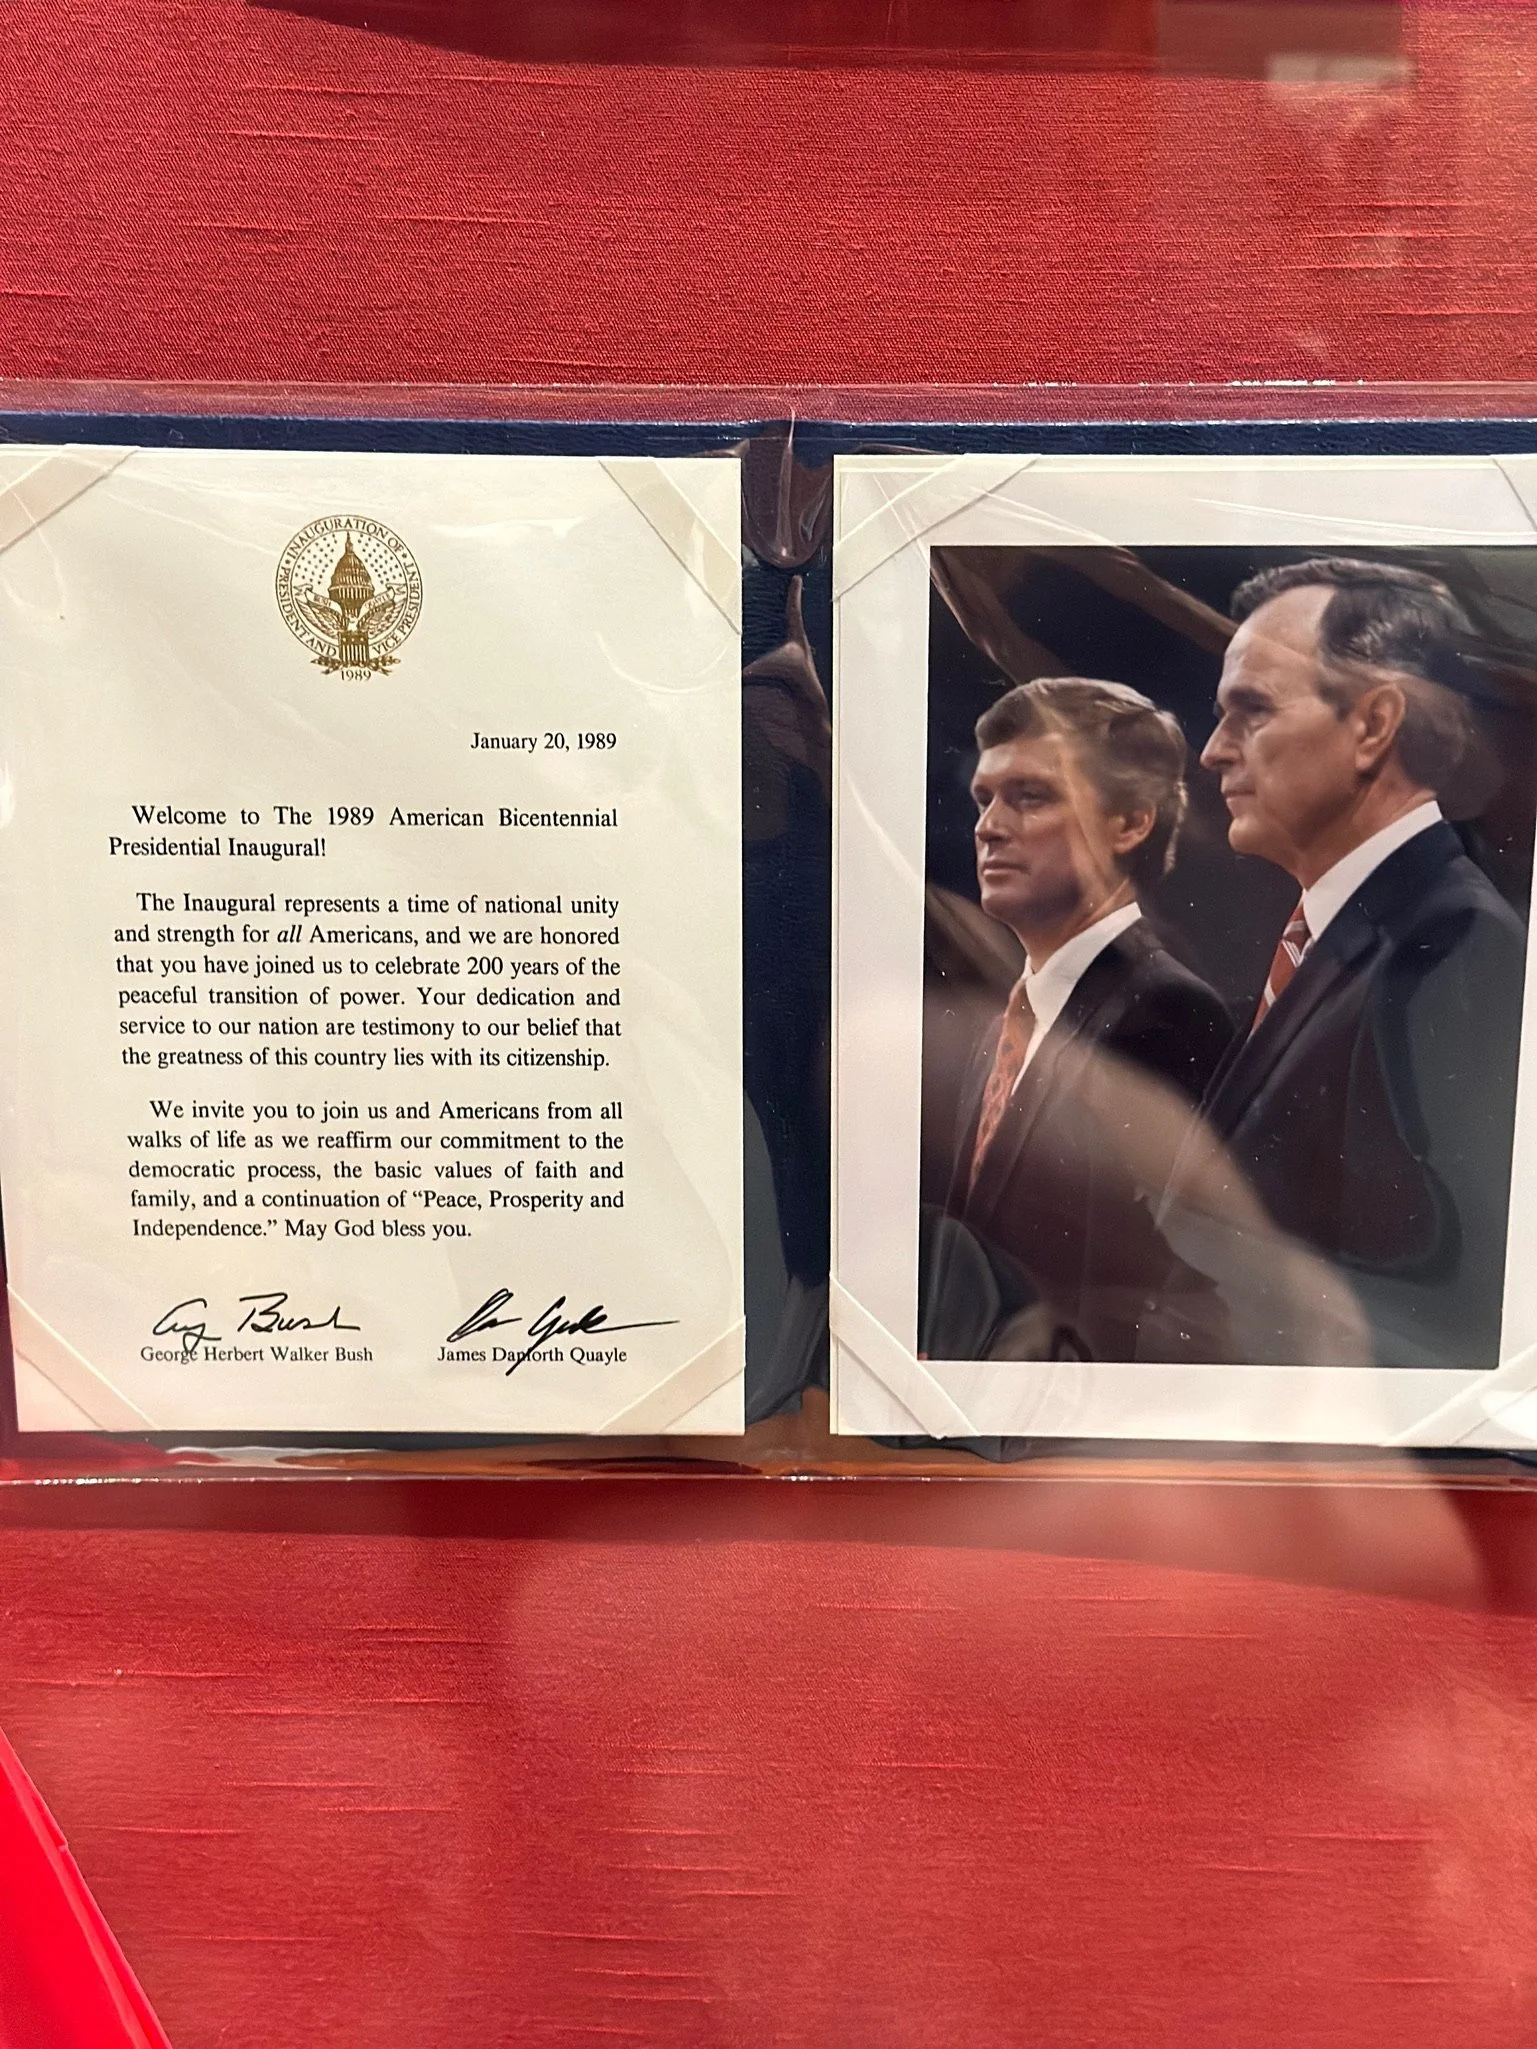 INAUGURATION OF
PRESIDENT AND VICE PRESIDENT
1989
January 20, 1989
Welcome to The 1989 American Bicentennial
Presidential Inaugural!
The Inaugural represents a time of national unity
and strength for all Americans, and we are honored
that you have joined us to celebrate 200 years of the
peaceful transition of power. Your dedication and
service to our nation are testimony to our belief that
the greatness of this country lies with its citizenship.
We invite you to join us and Americans from all
walks of life as we reaffirm our commitment to the
democratic process, the basic values of faith and
family, and a continuation of “Peace, Prosperity and
Independence.” May God bless you.
George Herbert Walker Bush
James Danforth Quayle